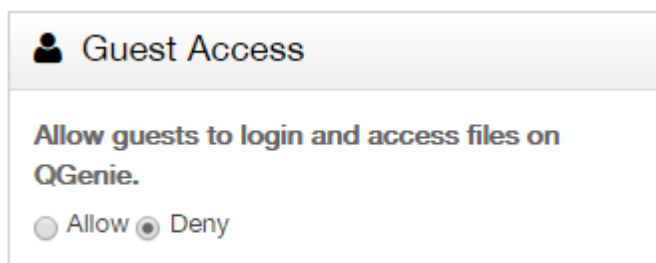 Guest Access
Allow guests to login and access files on
QGenie.
Allow Deny